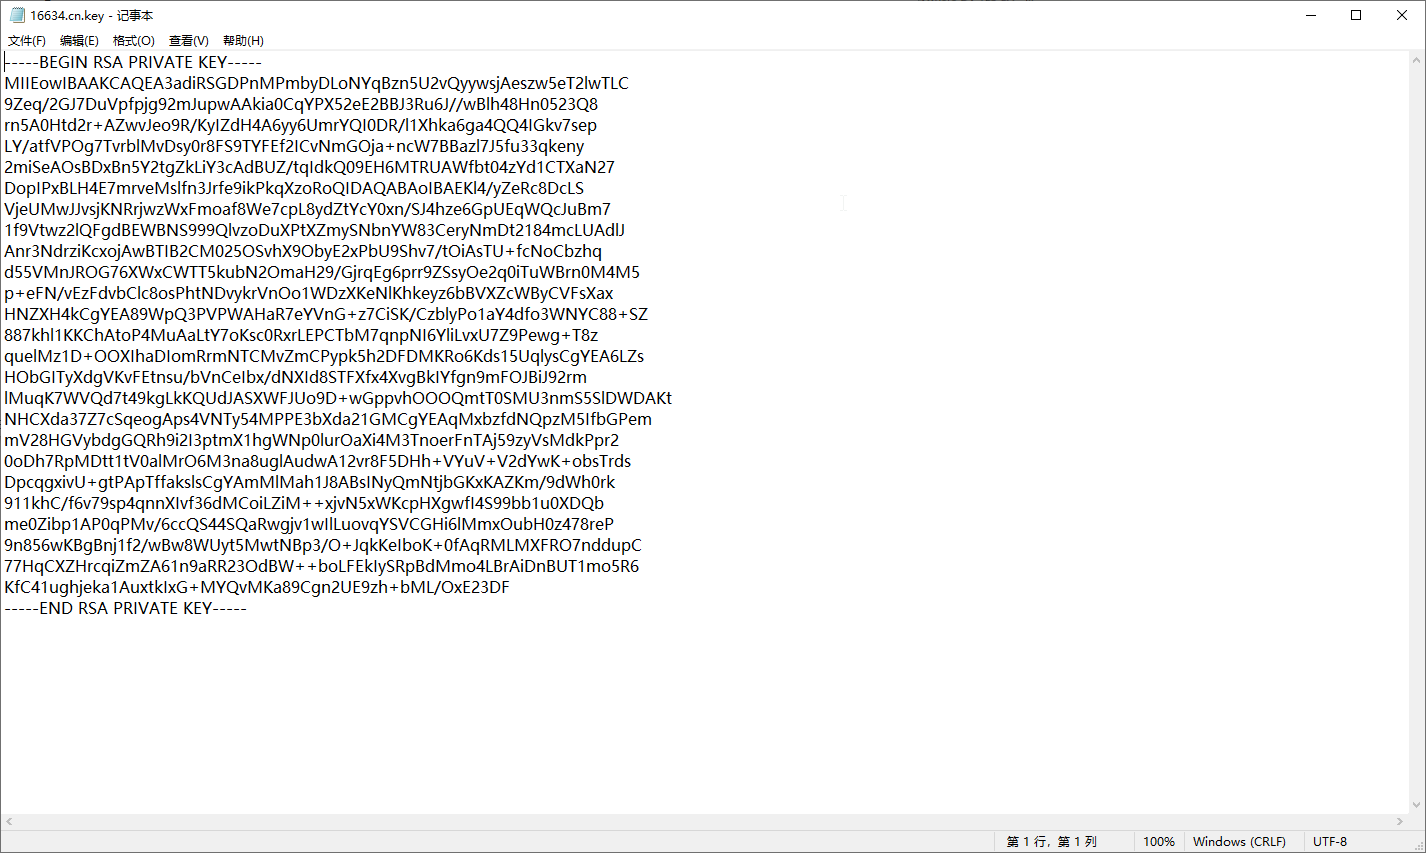 16634.cn.key - 记事本
文件(F) 编辑(E) 格式(O) 查看(V) 帮助(H)
-----BEGIN RSA PRIVATE KEY-----
MIIEowIBAAKCAQEA3adiRSGDPnMPmbyDLoNYqBzn5U2vQyywsjAeszw5eT2lwTLC
9Zeq/2GJ7DuVpfpjg92mJupwAAkia0CqYPX52eE2BBJ3Ru6J//wBlh48Hn0523Q8
rn5A0Htd2r+AZwvJeo9R/KyIZdH4A6yy6UmrYQI0DR/l1Xhka6ga4QQ4IGkv7sep
LY/atfVPOg7TvrblMvDsy0r8FS9TYFEf2ICvNmGOja+ncW7BBazl7J5fu33qkeny
2miSeAOsBDxBn5Y2tgZkLiY3cAdBUZ/tqIdkQ09EH6MTRUAWfbt04zYd1CTXaN27
DopIPxBLH4E7mrveMslfn3Jrfe9ikPkqXzoRoQIDAQABAoIBAEKl4/yZeRc8DcLS
VjeUMwJJvsjKNRrjwzWxFmoaf8We7cpL8ydZtYcY0xn/SJ4hze6GpUEqWQcJuBm7
1f9Vtwz2lQFgdBEWBNS999QlvzoDuXPtXZmySNbnYW83CeryNmDt2184mcLUAdlJ
Anr3NdrziKcxojAwBTIB2CM025OSvhX9ObyE2xPbU9Shv7/tOiAsTU+fcNoCbzhq
d55VMnJROG76XWxCWTT5kubN2OmaH29/GjrqEg6prr9ZSsyOe2q0iTuWBrn0M4M5
p+eFN/vEzFdvbClc8osPhtNDvykrVnOo1WDzXKeNlKhkeyz6bBVXZcWByCVFsXax
HNZXH4kCgYEA89WpQ3PVPWAHaR7eYVnG+z7CiSK/CzblyPo1aY4dfo3WNYC88+SZ
887khl1KKChAtoP4MuAaLtY7oKsc0RxrLEPCTbM7qnpNI6YliLvxU7Z9Pewg+T8z
quelMz1D+OOXIhaDIomRrmNTCMvZmCPypk5h2DFDMKRo6Kds15UqlysCgYEA6LZs
HObGITyXdgVKvFEtnsu/bVnCeIbx/dNXId8STFXfx4XvgBkIYfgn9mFOJBiJ92rm
lMuqK7WVQd7t49kgLkKQUdJASXWFJUo9D+wGppvhOOOQmtT0SMU3nmS5SlDWDAKt
NHCXda37Z7cSqeogAps4VNTy54MPPE3bXda21GMCgYEAqMxbzfdNQpzM5IfbGPem
mV28HGVybdgGQRh9i2I3ptmX1hgWNp0lurOaXi4M3TnoerFnTAj59zyVsMdkPpr2
0oDh7RpMDtt1tV0alMrO6M3na8uglAudwA12vr8F5DHh+VYuV+V2dYwK+obsTrds
DpcqgxivU+gtPApTffakslsCgYAmMlMah1J8ABsINyQmNtjbGKxKAZKm/9dWh0rk
911khC/f6v79sp4qnnXIvf36dMCoiLZiM++xjvN5xWKcpHXgwfI4S99bb1u0XDQb
me0Zibp1AP0qPMv/6ccQS44SQaRwgjv1wIlLuovqYSVCGHi6lMmxOubH0z478reP
9n856wKBgBnj1f2/wBw8WUyt5MwtNBp3/O+JqkKeIboK+0fAqRMLMXFRO7nddupC
77HqCXZHrcqiZmZA61n9aRR23OdBW++boLFEkIySRpBdMmo4LBrAiDnBUT1mo5R6
KfC41ughjeka1AuxtkIxG+MYQvMKa89Cgn2UE9zh+bML/OxE23DF
-----END RSA PRIVATE KEY-----
第 1 行，第 1 列 100% Windows (CRLF) UTF-8